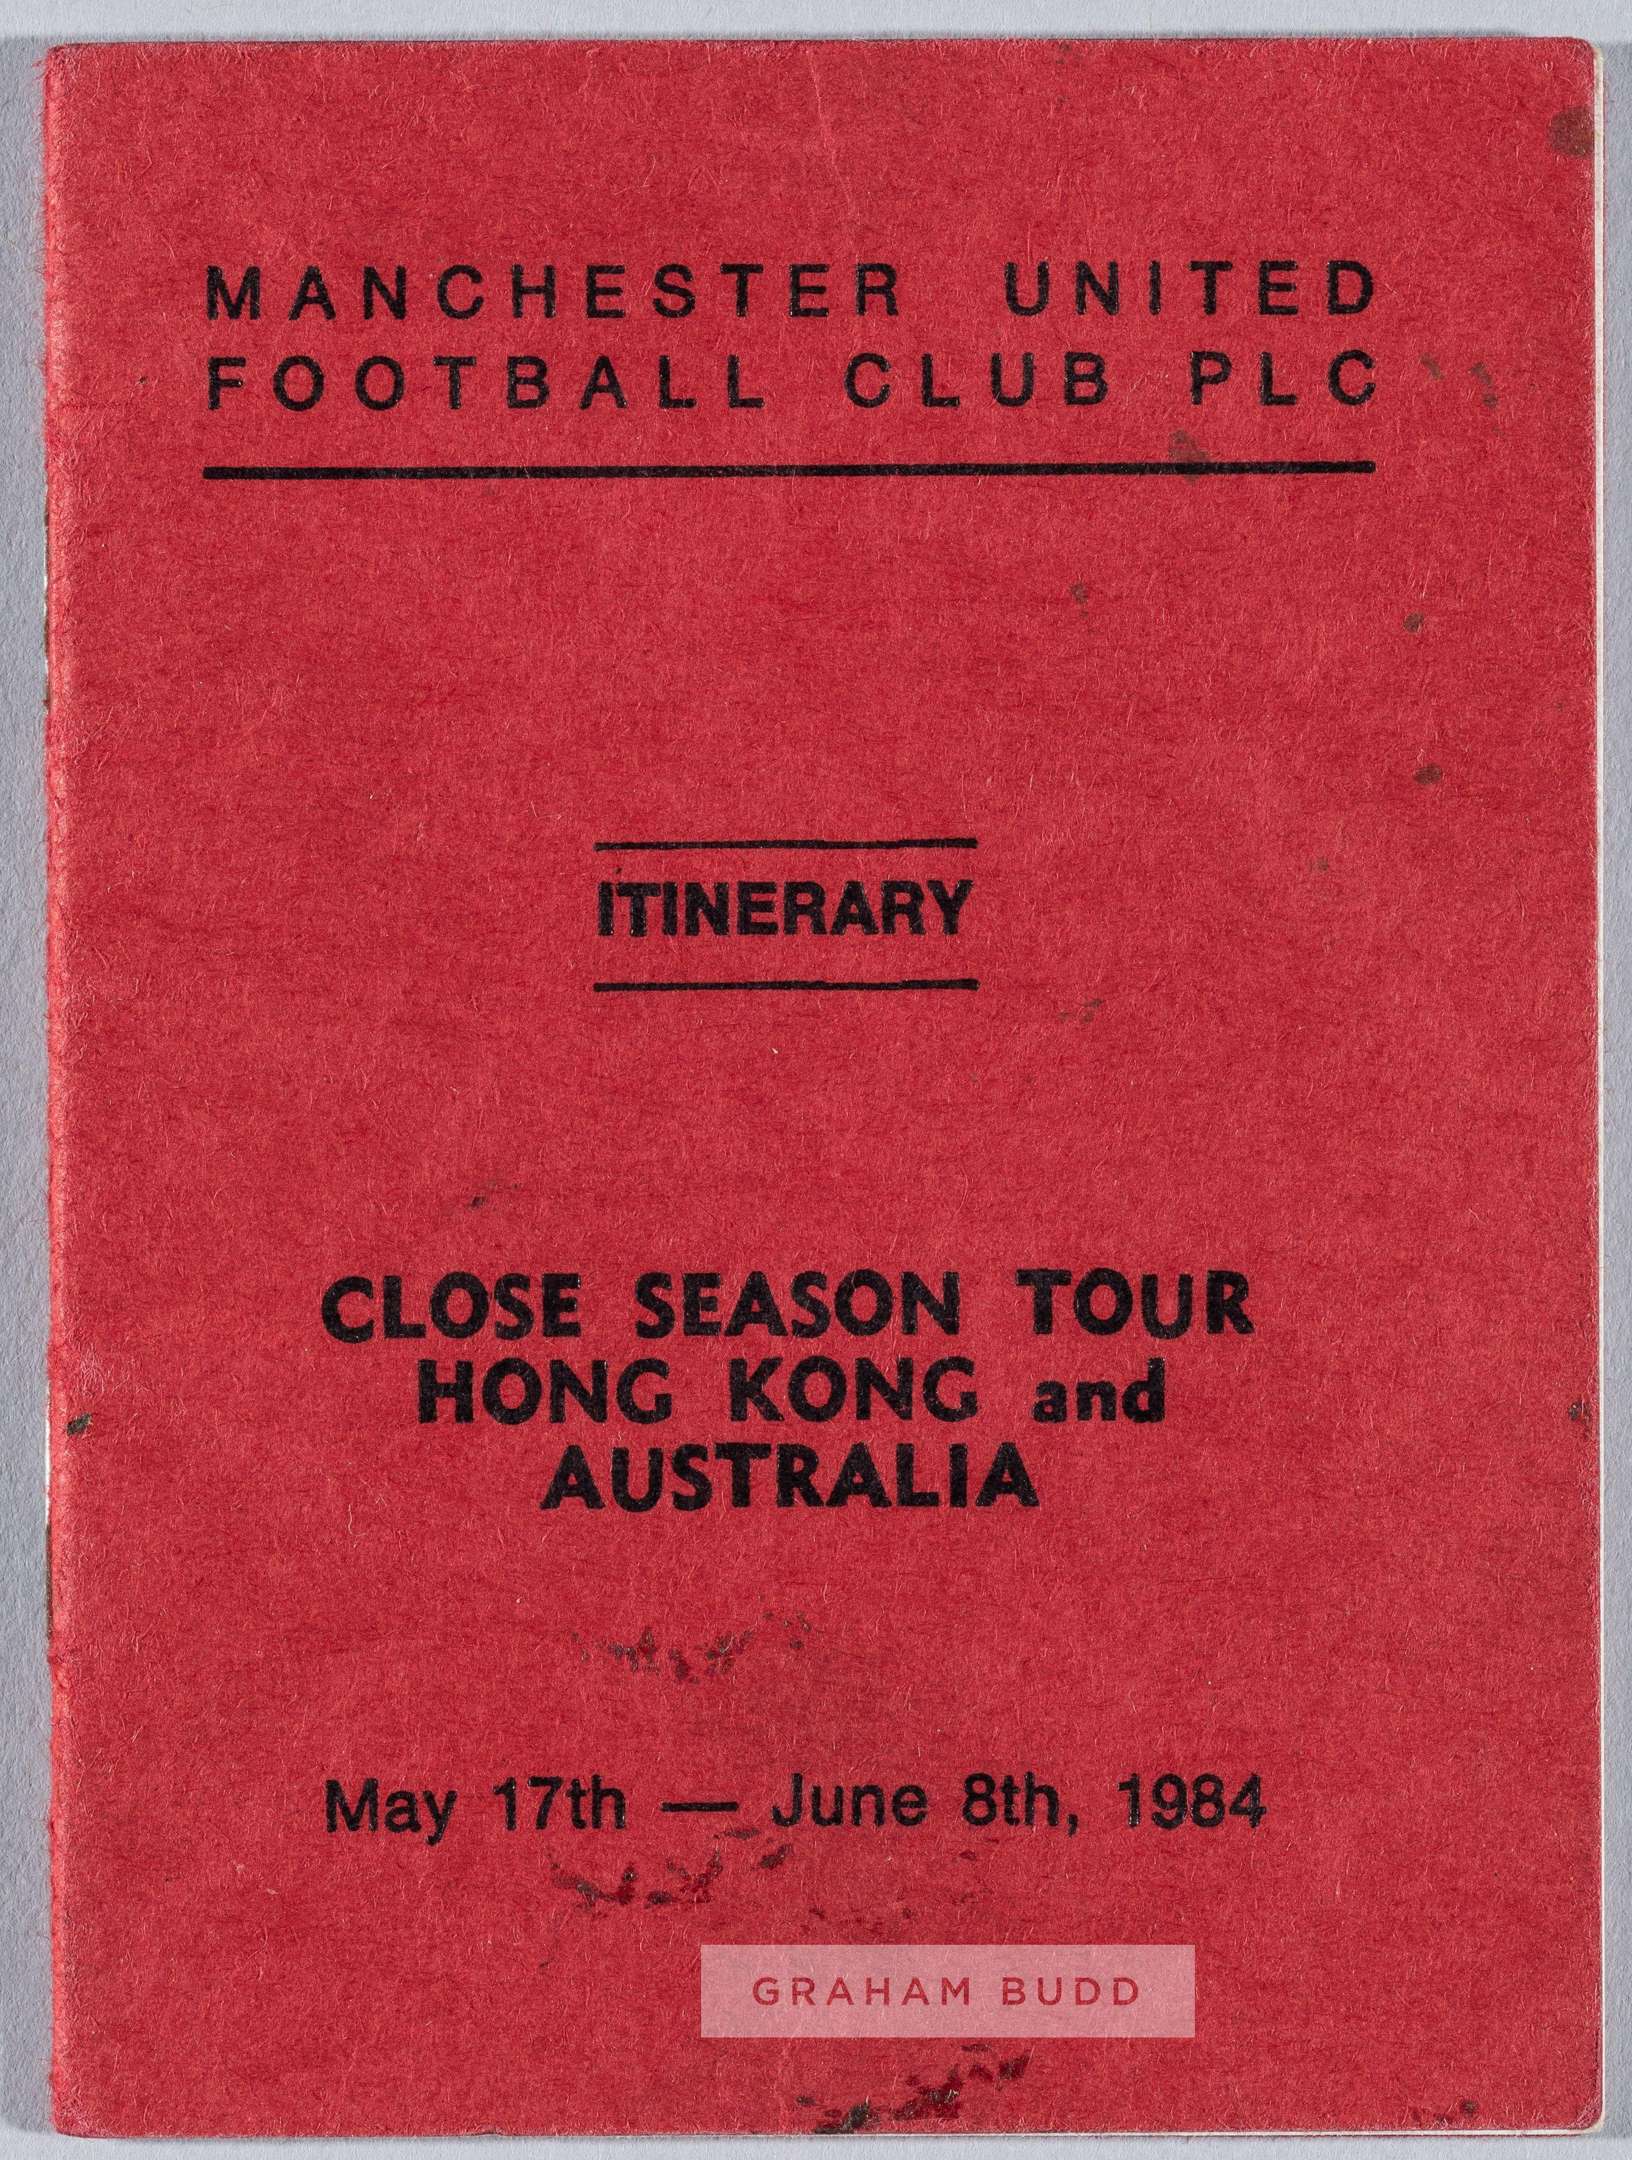 MANCHESTER UNITED
FOOTBALL CLUB PLC
ITINERARY
CLOSE SEASON TOUR
HONG KONG and
AUSTRALIA
May 17th — June 8th, 1984
GRAHAM BUDD